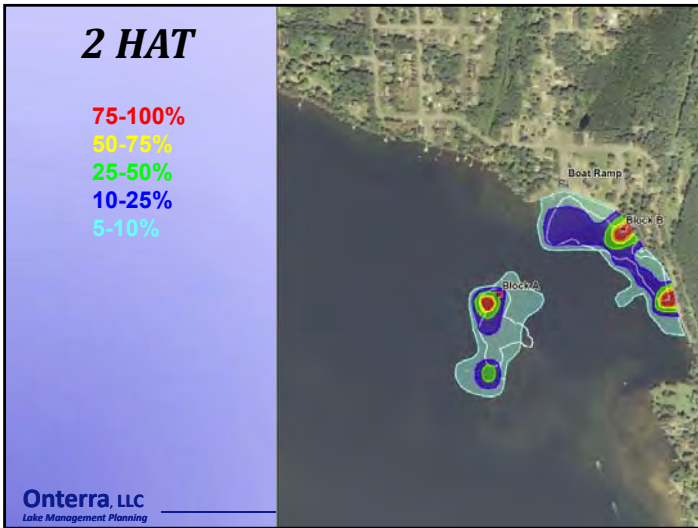 2 HAT
75-100%
50-75%
25-50%
10-25%
5-10%
Boat Ramp
Block B
Block A
Onterra, LLC
Lake Management Planning